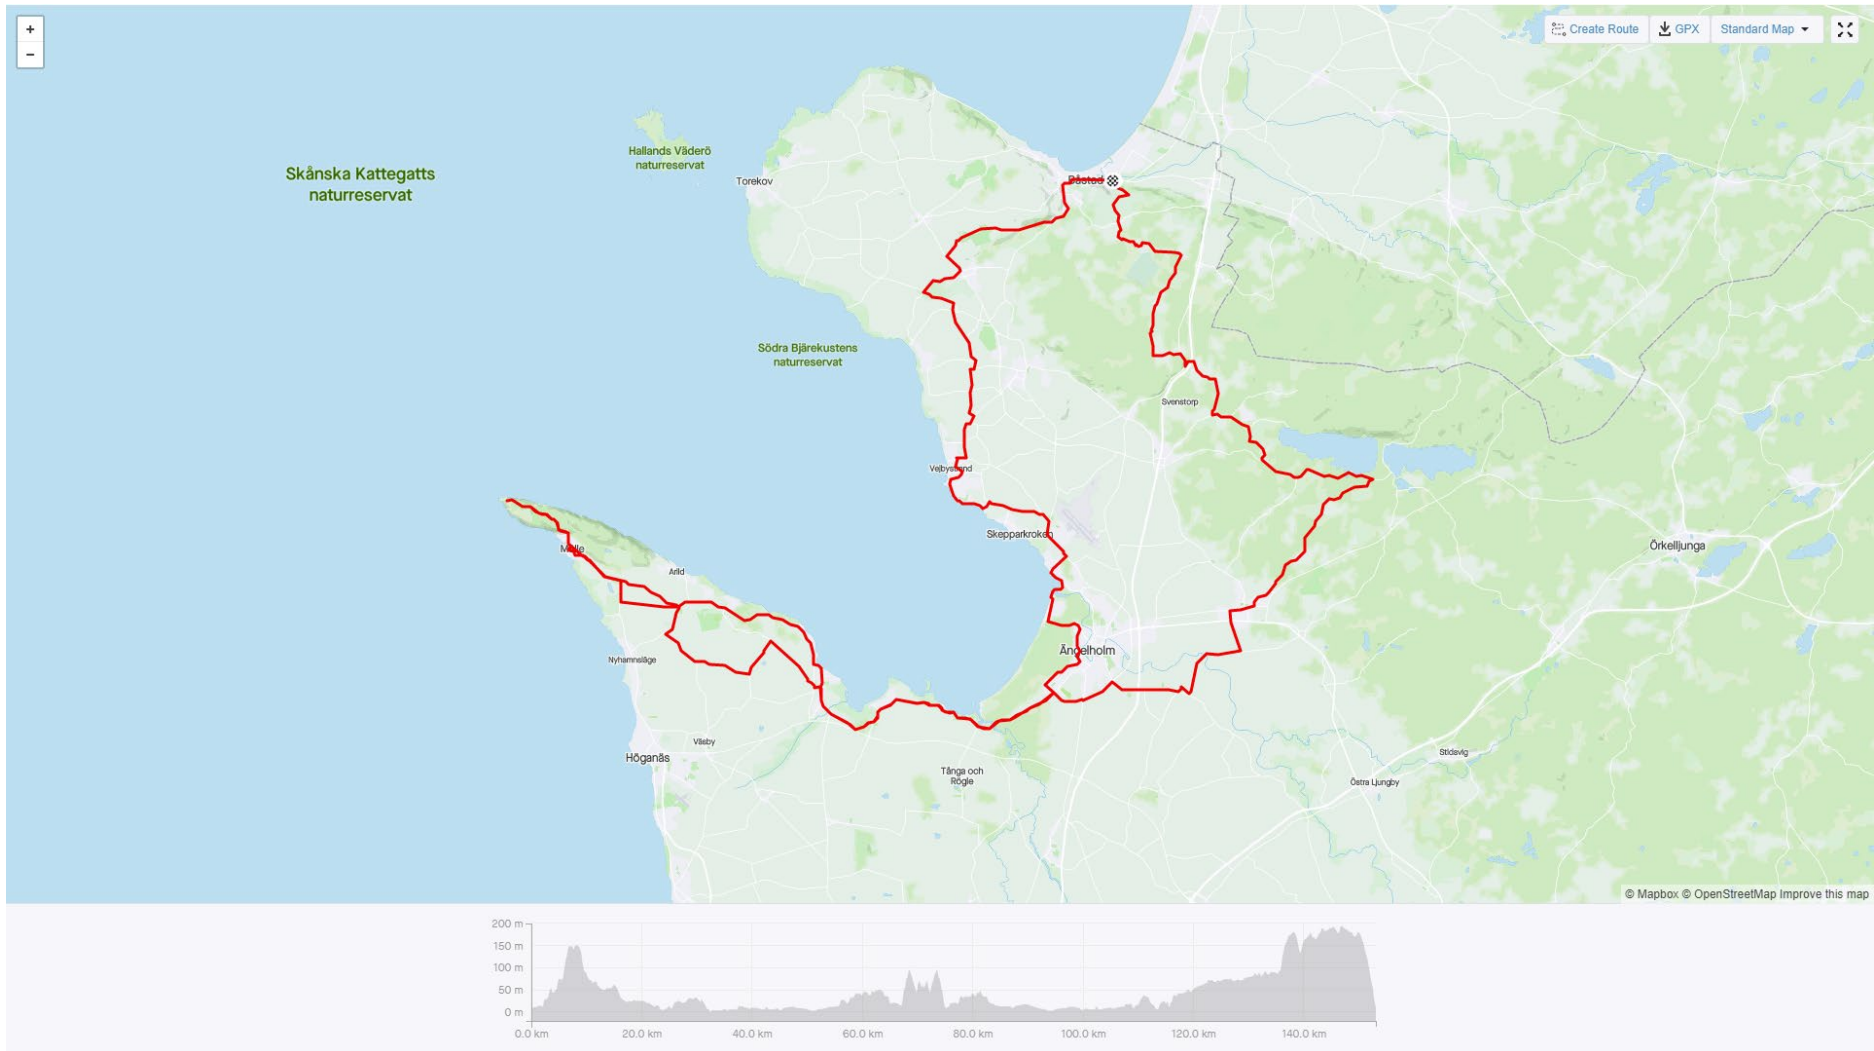 +
−
Create Route
GPX
Standard Map
Skånska Kattegatts
naturreservat
Hallands Väderö
naturreservat
Torekov
Båstad
Södra Bjärekustens
naturreservat
Svenstorp
Vejbystrand
Skepparkroken
Mölle
Arild
Örkelljunga
Nyhamnsläge
Ängelholm
Höganäs
Väsby
Tånga och
Rögle
Stidsvig
Östra Ljungby
© Mapbox © OpenStreetMap Improve this map
200 m
150 m
100 m
50 m
0 m
0.0 km 20.0 km 40.0 km 60.0 km 80.0 km 100.0 km 120.0 km 140.0 km